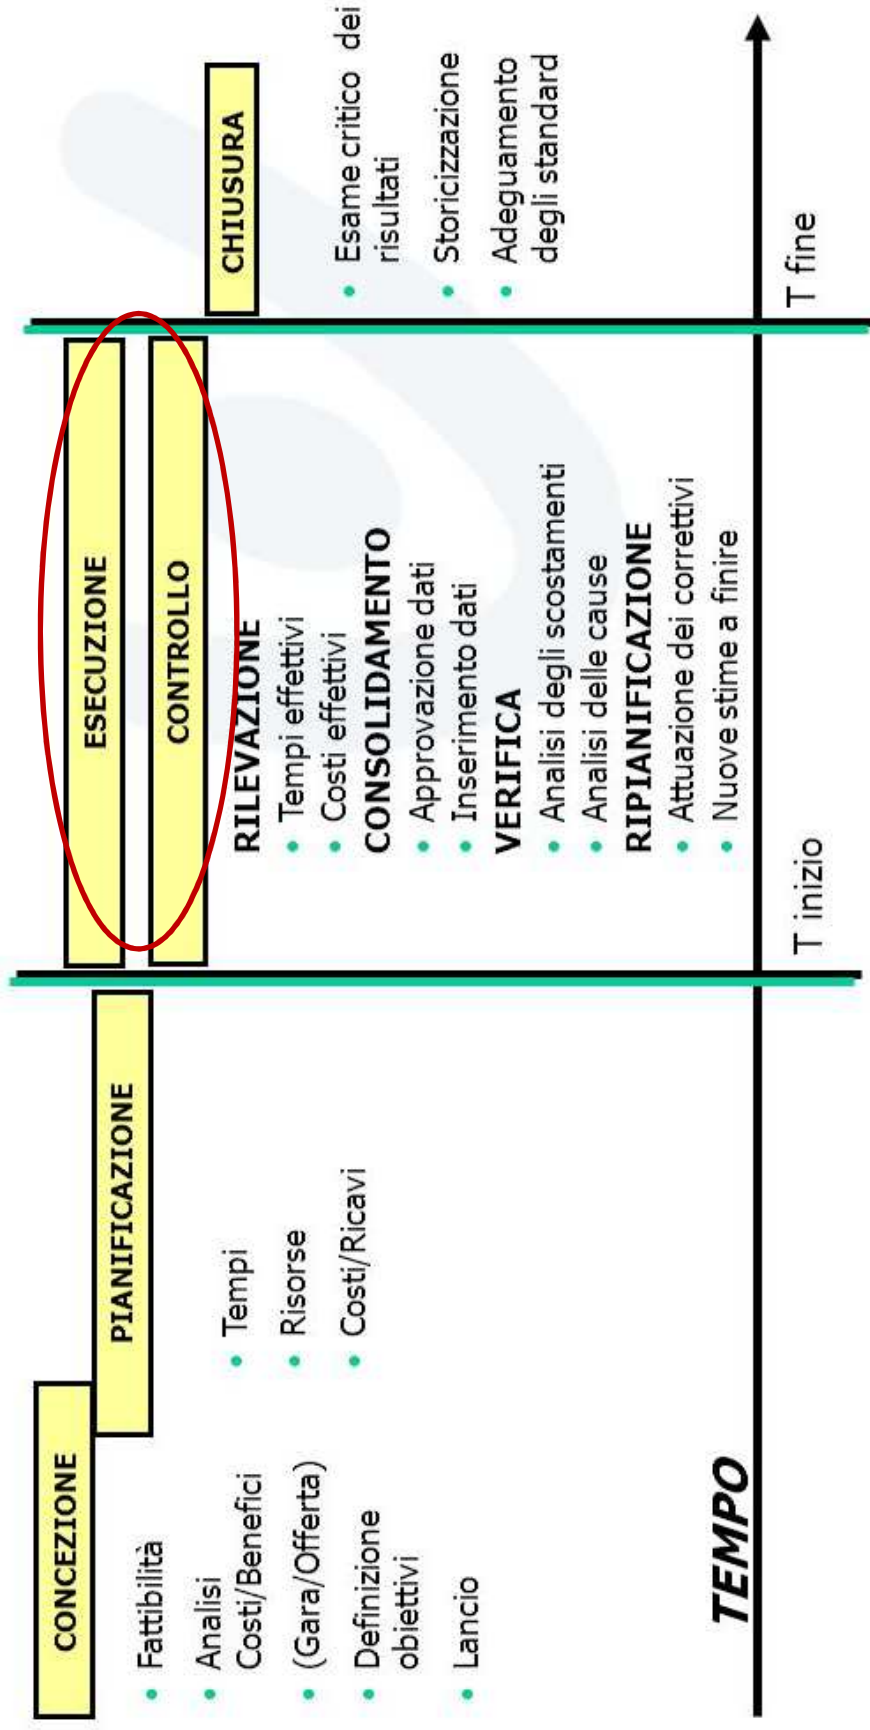 CONCEZIONE
• Fattibilità
• Analisi
Costi/Benefici
• (Gara/Offerta)
• Definizione
obiettivi
• Lancio
PIANIFICAZIONE
• Tempi
• Risorse
• Costi/Ricavi
ESECUZIONE
CONTROLLO
RILEVAZIONE
• Tempi effettivi
• Costi effettivi
CONSOLIDAMENTO
• Approvazione dati
• Inserimento dati
VERIFICA
• Analisi degli scostamenti
• Analisi delle cause
RIPIANIFICAZIONE
• Attuazione dei correttivi
• Nuove stime a finire
CHIUSURA
• Esame critico dei
risultati
• Storicizzazione
• Adeguamento
degli standard
TEMPO
T inizio
T fine